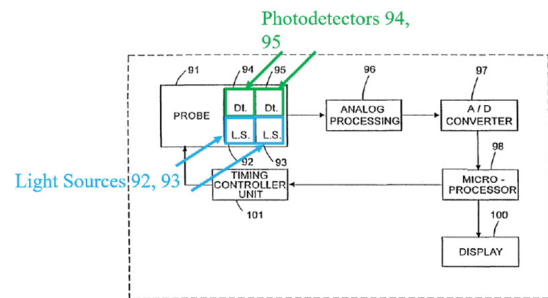 Photodetectors 94,
95
91
94
95
96
97
PROBE
Dt.
Dt.
ANALOG
PROCESSING
A / D
CONVERTER
L.S.
L.S.
98
Light Sources 92, 93
92
93
TIMING
CONTROLLER
UNIT
MICRO -
PROCESSOR
101
100
DISPLAY